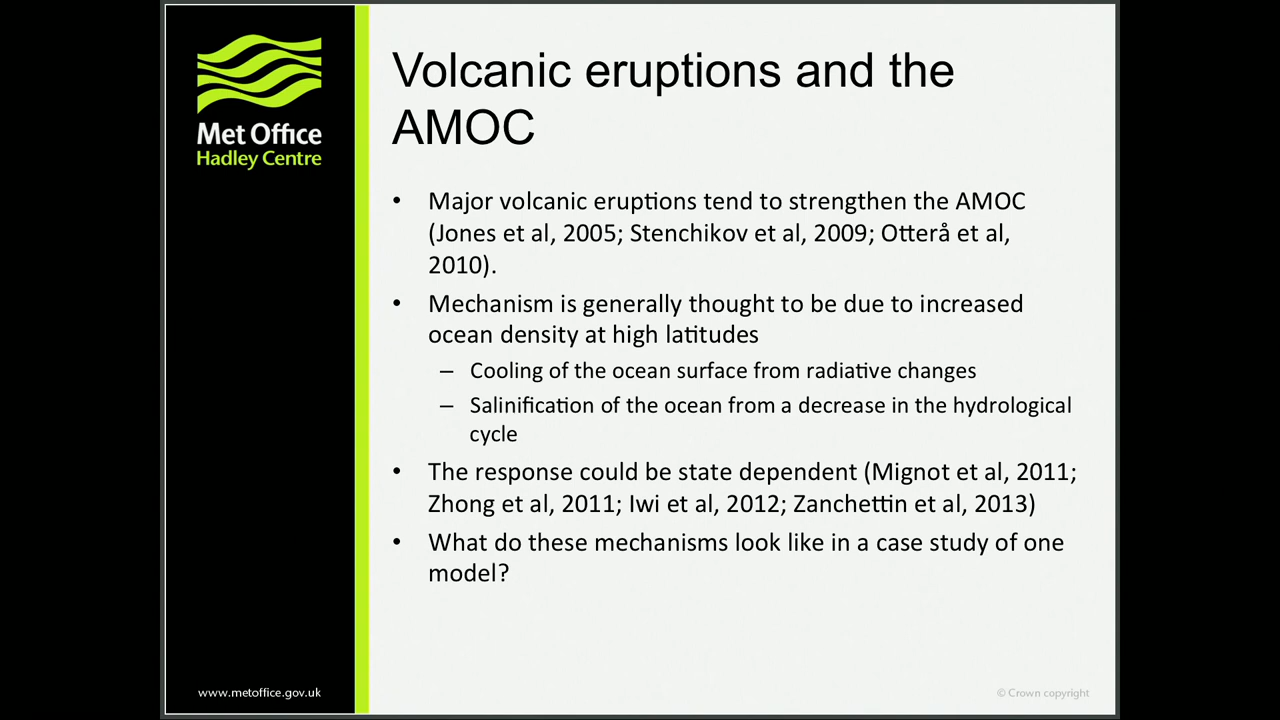 Met Office
Hadley Centre
Volcanic eruptions and the
AMOC
• Major volcanic eruptions tend to strengthen the AMOC
(Jones et al, 2005; Stenchikov et al, 2009; Otterå et al,
2010).
• Mechanism is generally thought to be due to increased
ocean density at high latitudes
– Cooling of the ocean surface from radiative changes
– Salinification of the ocean from a decrease in the hydrological
cycle
• The response could be state dependent (Mignot et al, 2011;
Zhong et al, 2011; Iwi et al, 2012; Zanchettin et al, 2013)
• What do these mechanisms look like in a case study of one
model?
www.metoffice.gov.uk
© Crown copyright